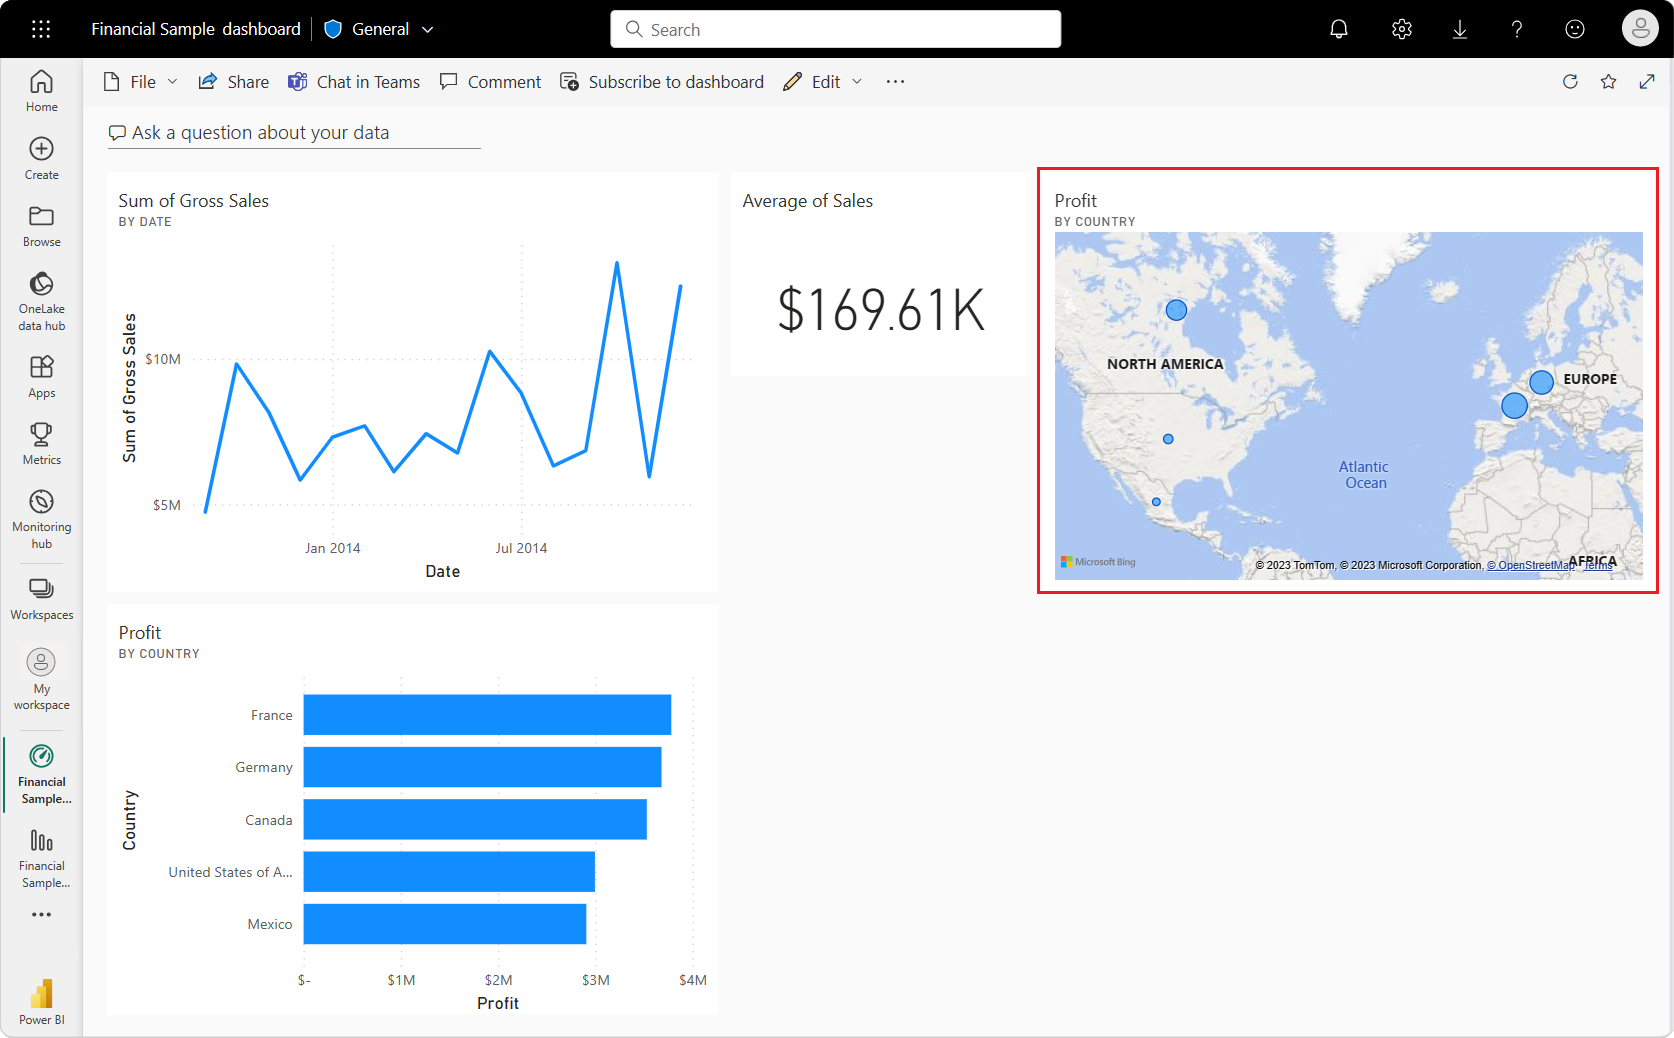 Financial Sample dashboard
General
Search
File
Share
Chat in Teams
Comment
Subscribe to dashboard
Edit
Home
Create
Browse
OneLake
data hub
Apps
Metrics
Monitoring
hub
Workspaces
My
workspace
Financial
Sample...
Financial
Sample...
Power BI
Ask a question about your data
Sum of Gross Sales
BY DATE
Sum of Gross Sales
$10M
$5M
Jan 2014
Jul 2014
Date
Average of Sales
$169.61K
Profit
BY COUNTRY
NORTH AMERICA
EUROPE
Atlantic
Ocean
AFRICA
Microsoft Bing
© 2023 TomTom, © 2023 Microsoft Corporation, © OpenStreetMap Terms
Profit
BY COUNTRY
Country
France
Germany
Canada
United States of A...
Mexico
$-
$1M
$2M
$3M
$4M
Profit